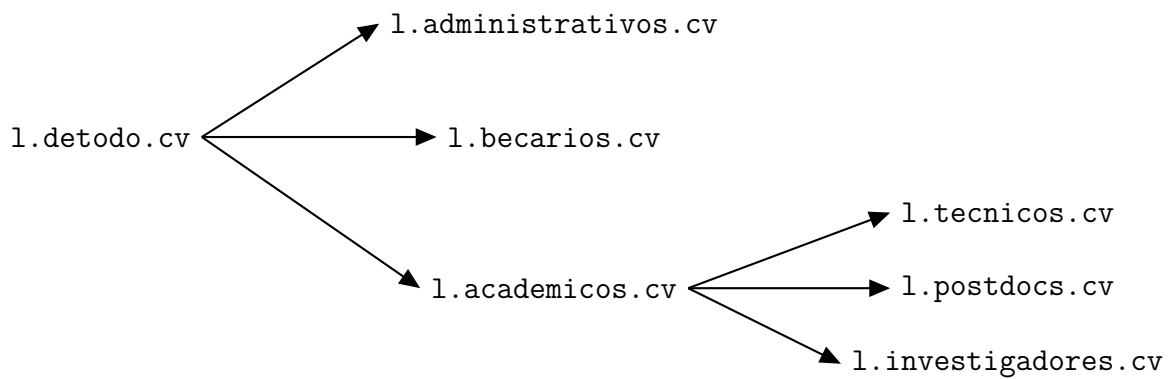 l.administrativos.cv
l.detodo.cv
l.becarios.cv
l.tecnicos.cv
l.academicos.cv
l.postdocs.cv
l.investigadores.cv